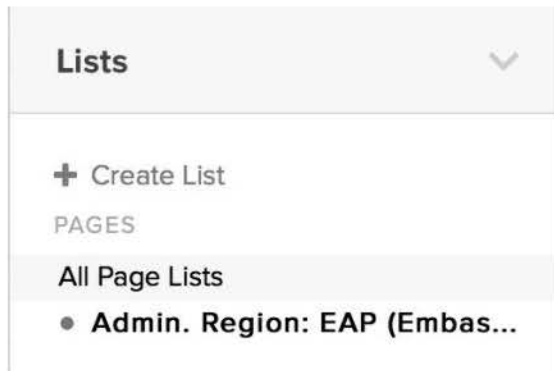 Lists
+ Create List
PAGES
All Page Lists
• Admin. Region: EAP (Embas...